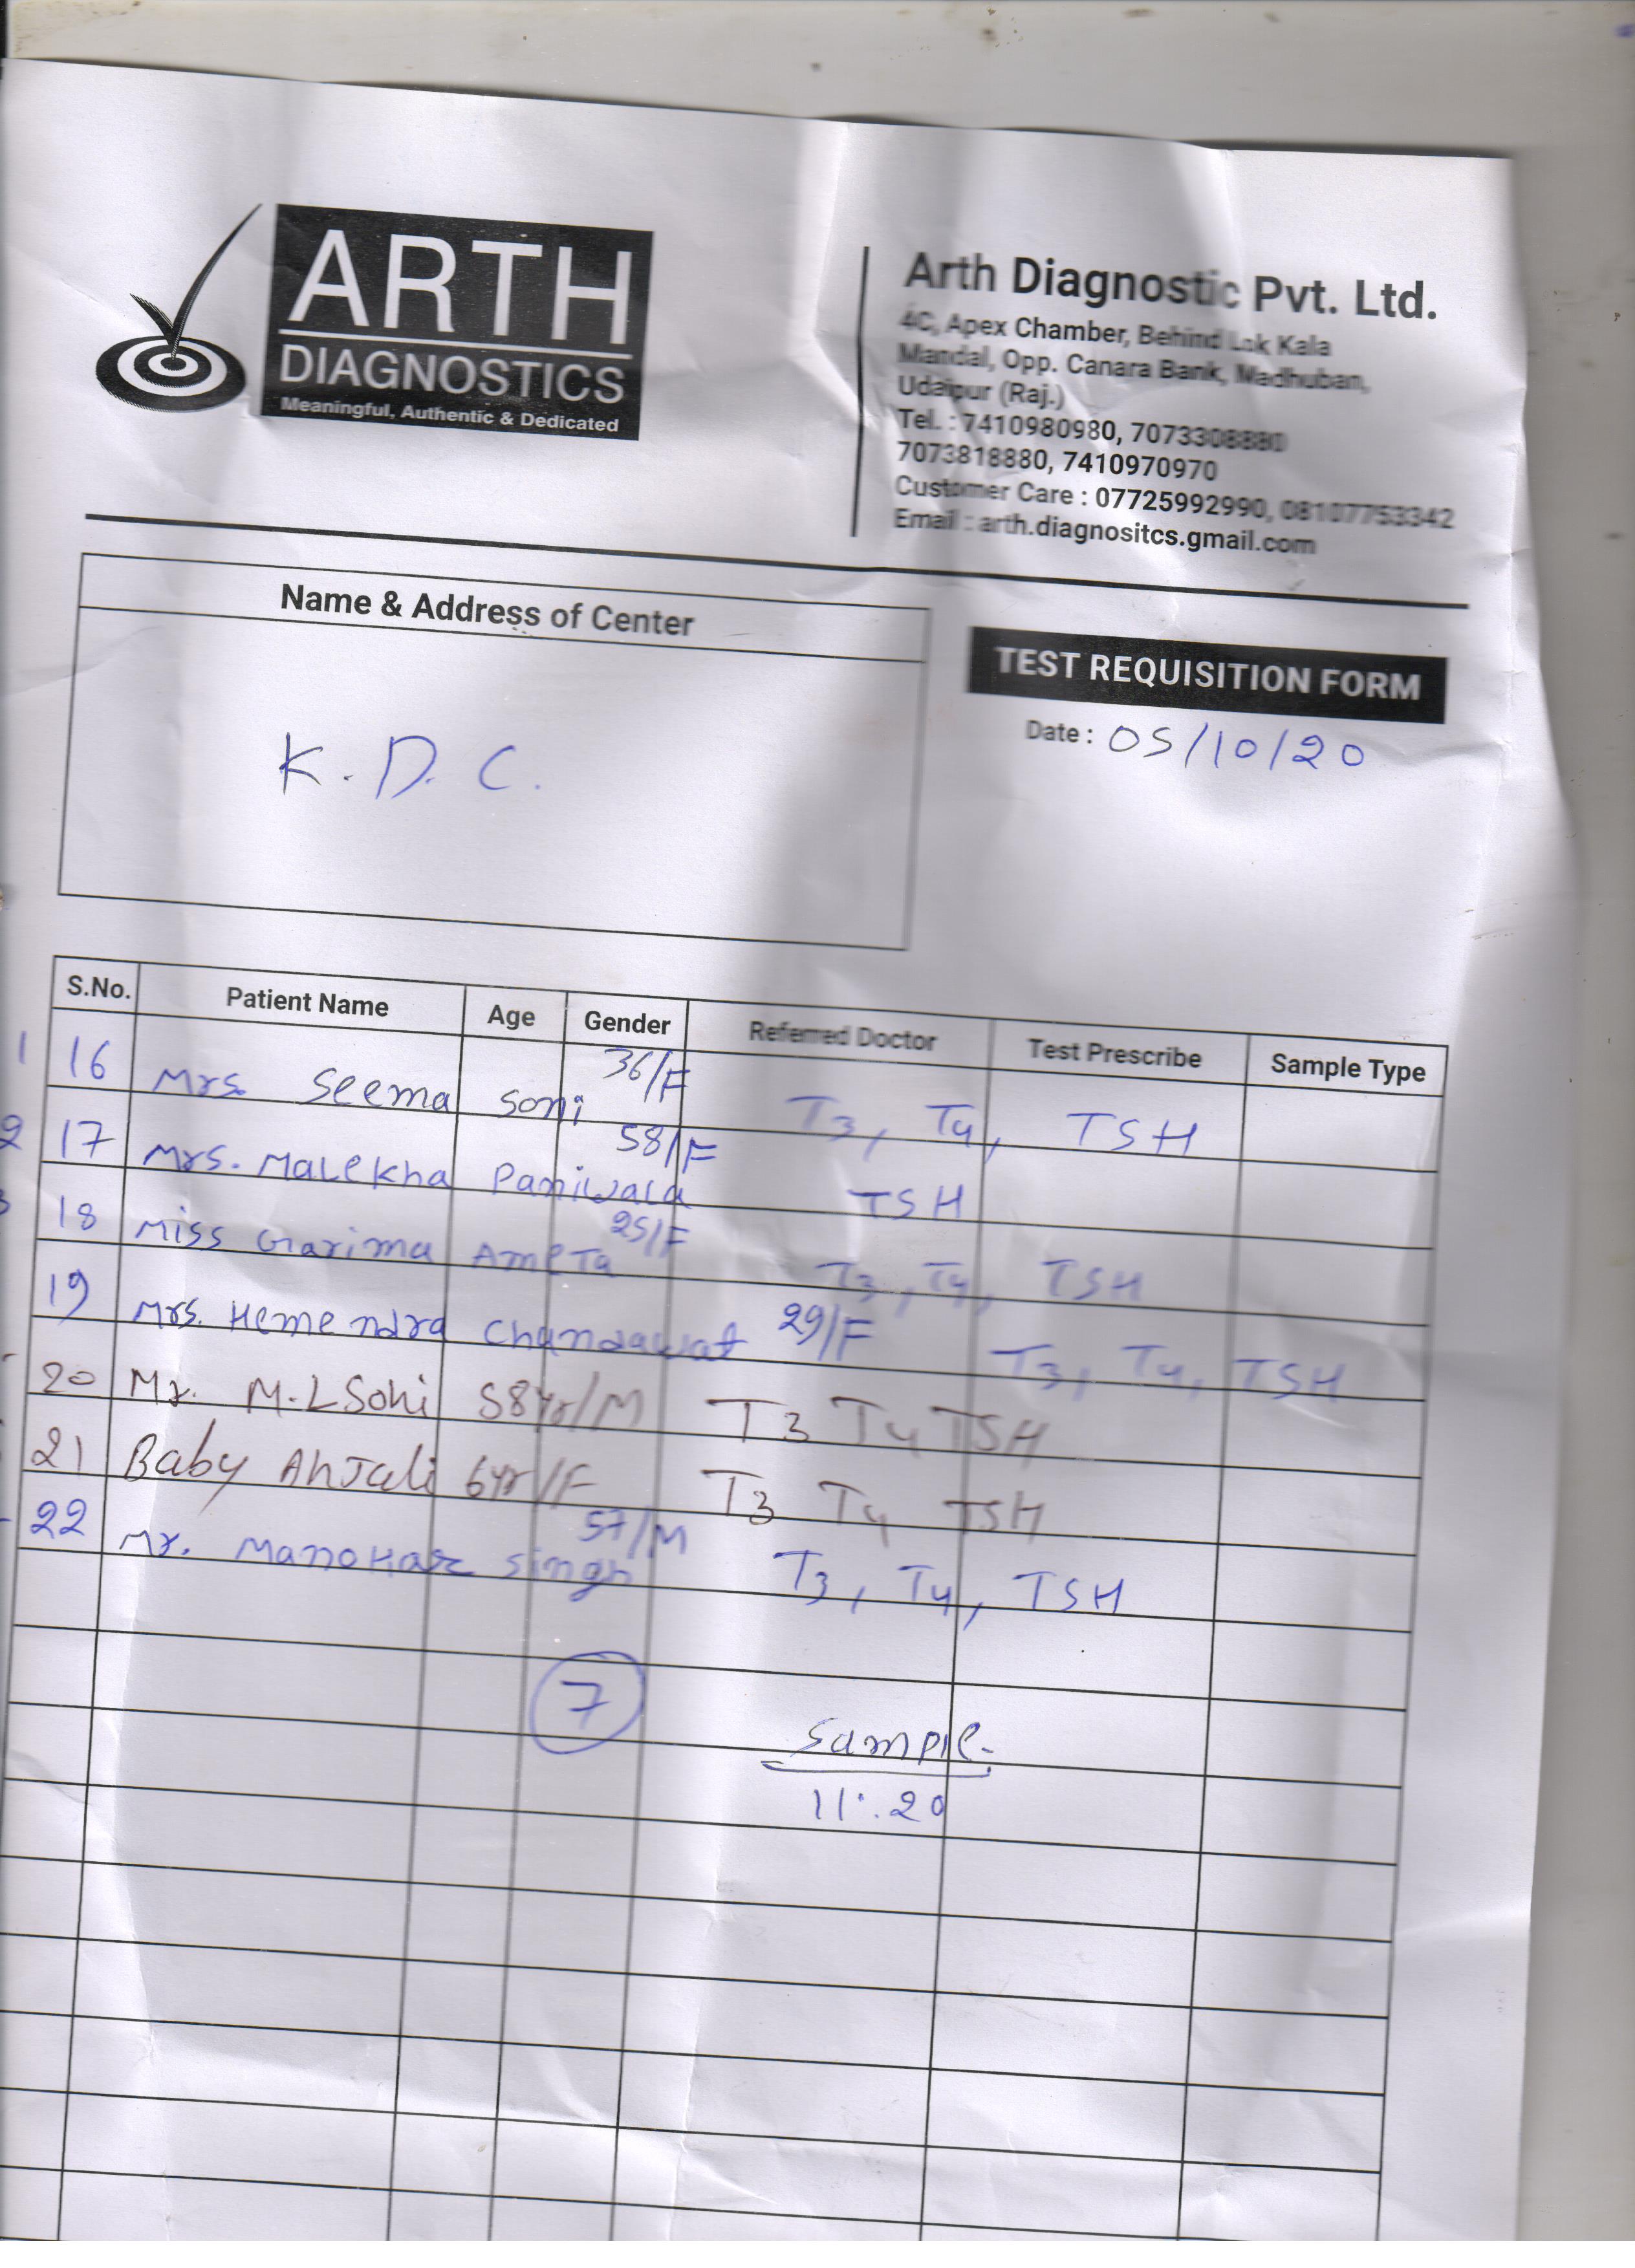 ARTH
DIAGNOSTICS
Meaningful, Authentic & Dedicated
Arth Diagnostic Pvt. Ltd.
4C, Apex Chamber, Behind Lok Kala
Mandal, Opp. Canara Bank, Madhuban,
Udaipur (Raj.)
Tel. : 7410980980, 7073308880
7073818880, 7410970970
Customer Care : 07725992990, 08107753342
Email : arth.diagnositcs.gmail.com
Name & Address of Center
K. D. C.
TEST REQUISITION FORM
Date : 05/10/20
S.No. Patient Name Age Gender Referred Doctor Test Prescribe Sample Type
1 16 Mrs. Seema Soni 36/F T3, T4, TSH
2 17 Mrs. Malekha Paniwala 58/F TSH
3 18 Miss Garima Ameta 25/F T3, T4, TSH
19 Mrs. Hemendra Chandawat 29/F T3, T4, TSH
20 Mr. M.L Soni 58yr/M T3 T4 TSH
21 Baby Anjali 6yr/F T3 T4 TSH
22 Mr. Manohar Singh 57/M T3, T4, TSH
7
Sample
11:20